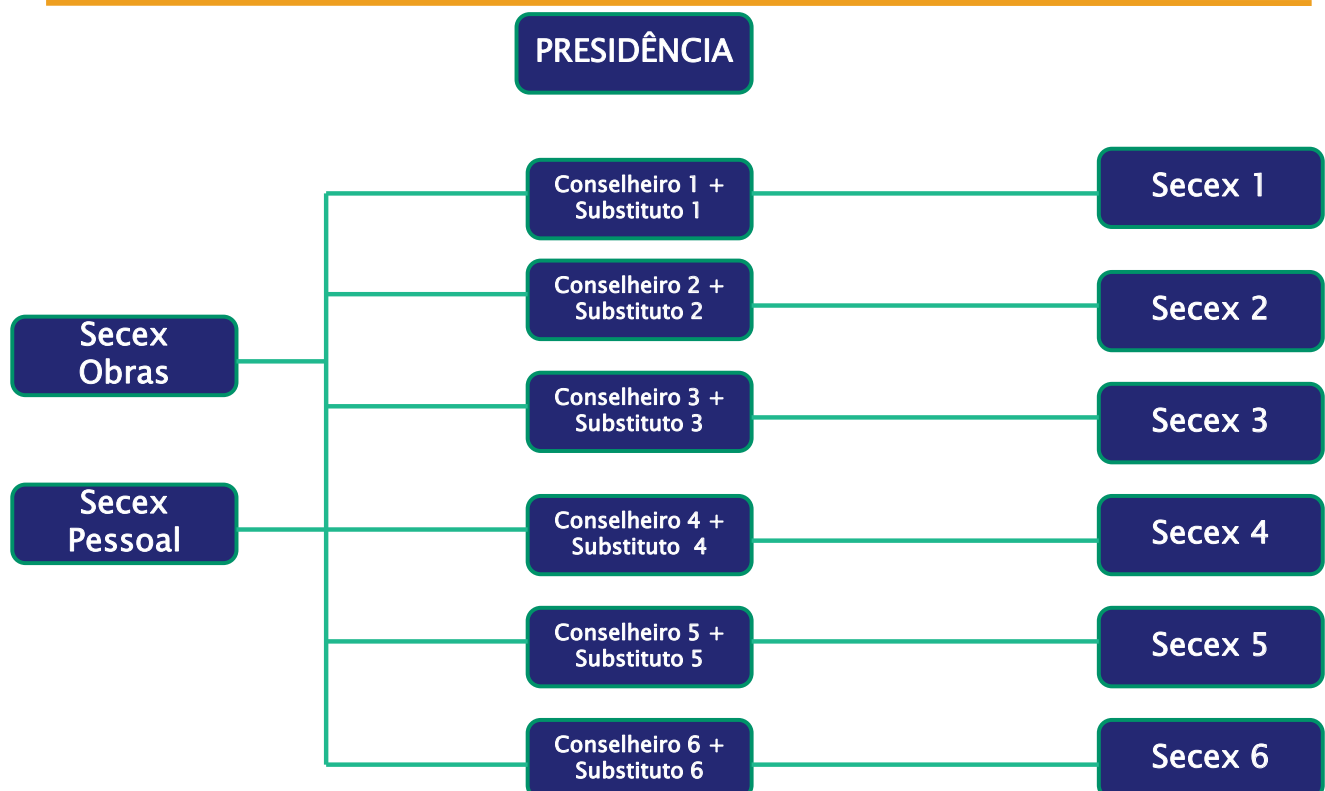 PRESIDÊNCIA
Conselheiro 1 +
Substituto 1
Secex 1
Conselheiro 2 +
Substituto 2
Secex 2
Secex
Obras
Conselheiro 3 +
Substituto 3
Secex 3
Secex
Pessoal
Conselheiro 4 +
Substituto  4
Secex 4
Conselheiro 5 +
Substituto 5
Secex 5
Conselheiro 6 +
Substituto 6
Secex 6